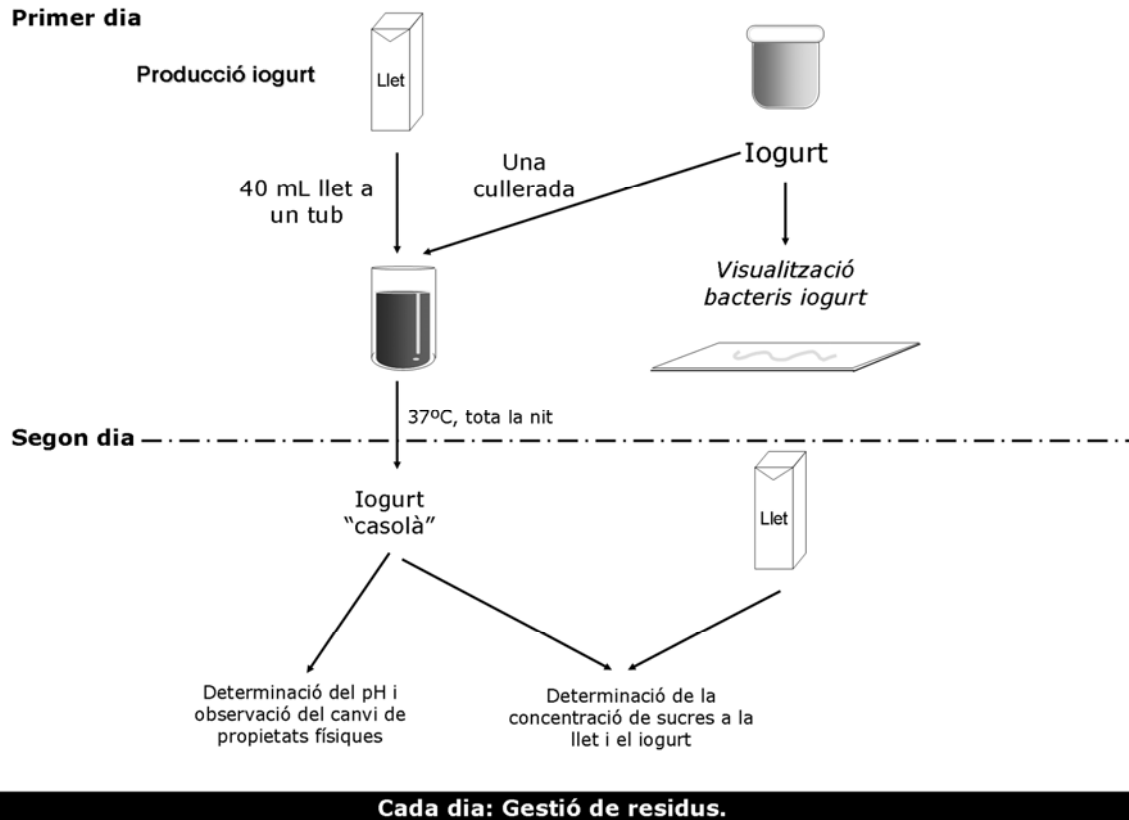 Primer dia
Producció iogurt
Llet
Iogurt
Una
cullerada
40 mL llet a
un tub
Visualització
bacteris iogurt
37ºC, tota la nit
Segon dia
Iogurt
“casolà”
Llet
Determinació del pH i
observació del canvi de
propietats físiques
Determinació de la
concentració de sucres a la
llet i el iogurt
Cada dia: Gestió de residus.